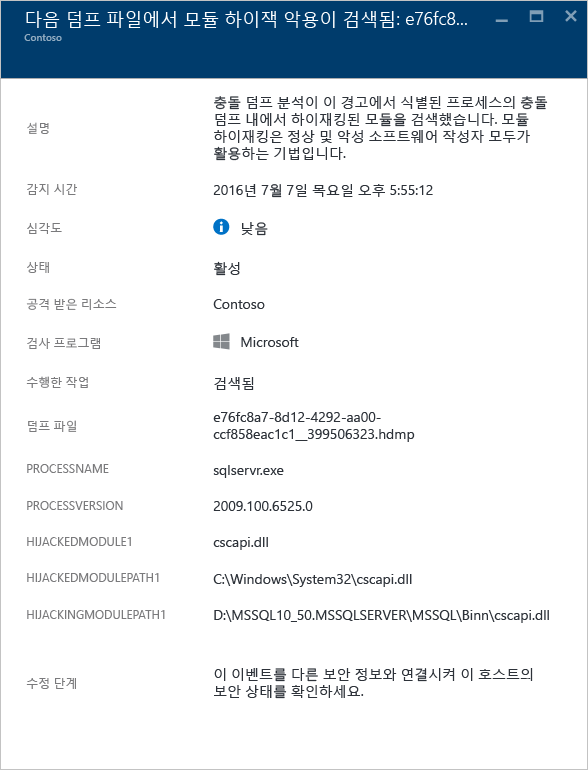 다음 덤프 파일에서 모듈 하이잭 악용이 검색됨: e76fc8...
Contoso
설명
충돌 덤프 분석이 이 경고에서 식별된 프로세스의 충돌
덤프 내에서 하이재킹된 모듈을 검색했습니다. 모듈
하이재킹은 정상 및 악성 소프트웨어 작성자 모두가
활용하는 기법입니다.
감지 시간
2016년 7월 7일 목요일 오후 5:55:12
심각도
낮음
상태
활성
공격 받은 리소스
Contoso
검사 프로그램
Microsoft
수행한 작업
검색됨
덤프 파일
e76fc8a7-8d12-4292-aa00-
ccf858eac1c1__399506323.hdmp
PROCESSNAME
sqlservr.exe
PROCESSVERSION
2009.100.6525.0
HIJACKEDMODULE1
cscapi.dll
HIJACKEDMODULEPATH1
C:\Windows\System32\cscapi.dll
HIJACKINGMODULEPATH1
D:\MSSQL10_50.MSSQLSERVER\MSSQL\Binn\cscapi.dll
수정 단계
이 이벤트를 다른 보안 정보와 연결시켜 이 호스트의
보안 상태를 확인하세요.